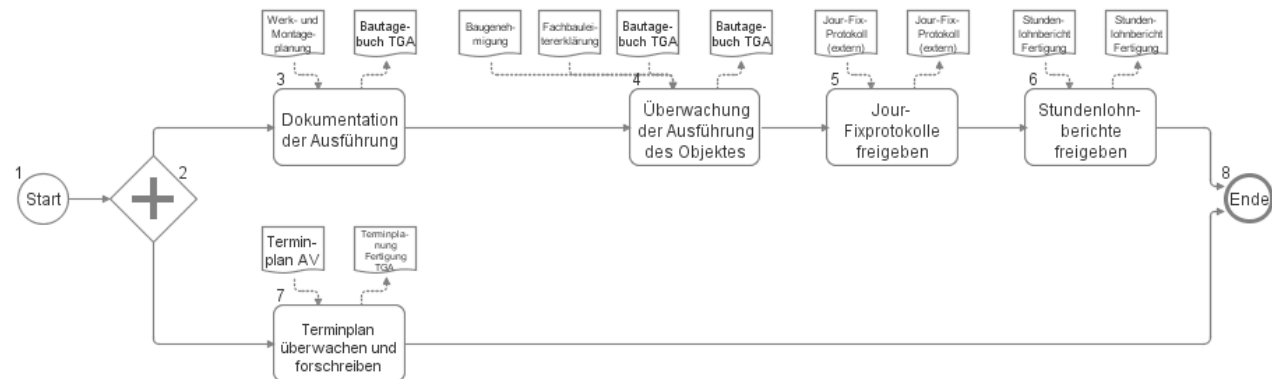 Werk- und
Montage-
planung
Bautage-
buch TGA
Baugeneh-
migung
Fachbaulei-
tererklärung
Bautage-
buch TGA
Bautage-
buch TGA
Jour-Fix-
Protokoll
(extern)
Jour-Fix-
Protokoll
(extern)
Stunden-
lohnbericht
Fertigung
Stunden-
lohnbericht
Fertigung
3
Dokumentation
der Ausführung
4
Überwachung
der Ausführung
des Objektes
5
Jour-
Fixprotokolle
freigeben
6
Stundenlohn-
berichte
freigeben
1
Start
2
8
Ende
Termin-
plan AV
Terminpla-
nung
Fertigung
TGA
7
Terminplan
überwachen und
forschreiben